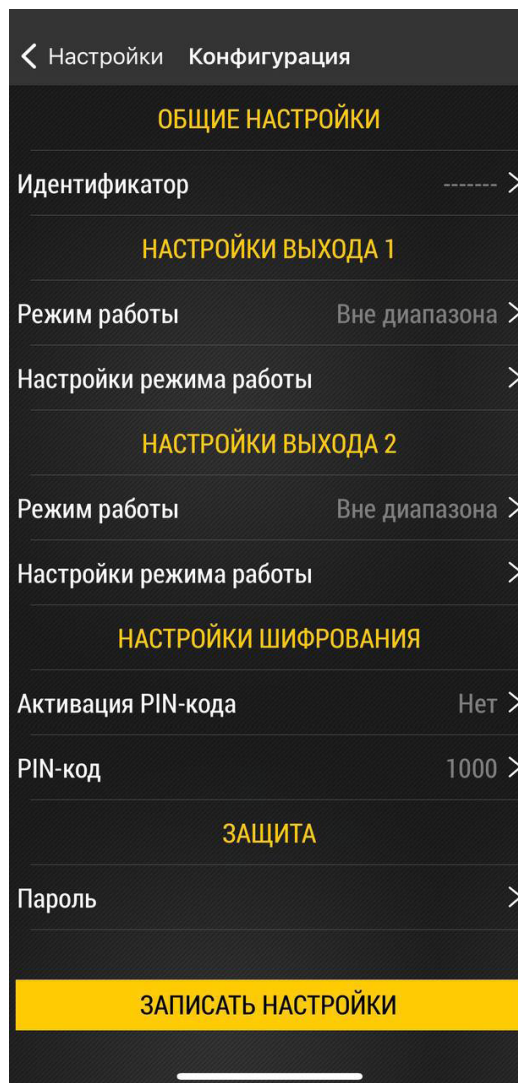 Настройки Конфигурация
ОБЩИЕ НАСТРОЙКИ
Идентификатор -------
НАСТРОЙКИ ВЫХОДА 1
Режим работы Вне диапазона
Настройки режима работы
НАСТРОЙКИ ВЫХОДА 2
Режим работы Вне диапазона
Настройки режима работы
НАСТРОЙКИ ШИФРОВАНИЯ
Активация PIN-кода Нет
PIN-код 1000
ЗАЩИТА
Пароль
ЗАПИСАТЬ НАСТРОЙКИ